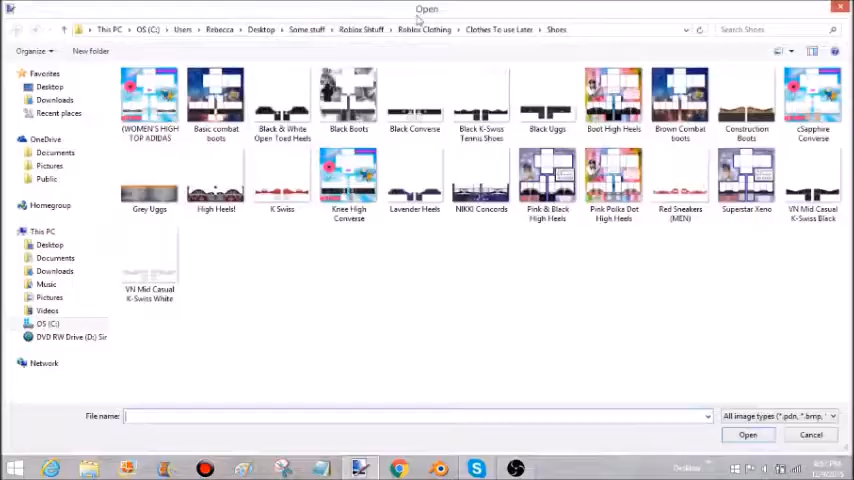 Open
This PC › OS (C:) › Users › Rebecca › Desktop › Some stuff › Roblox Shtuff › Roblox Clothing › Clothes To use Later › Shoes
Search Shoes
Organize
New folder
Favorites
Desktop
Downloads
Recent places
OneDrive
Documents
Pictures
Public
Homegroup
This PC
Desktop
Documents
Downloads
Music
Pictures
Videos
OS (C:)
DVD RW Drive (D:) Sir
Network
(WOMEN'S HIGH TOP ADIDAS
Basic combat boots
Black & White Open Toed Heels
Black Boots
Black Converse
Black K-Swiss Tennis Shoes
Black Uggs
Boot High Heels
Brown Combat boots
Construction Boots
cSapphire Converse
Grey Uggs
High Heels!
K Swiss
Knee High Converse
Lavender Heels
NIKKI Concords
Pink & Black High Heels
Pink Polka Dot High Heels
Red Sneakers (MEN)
Superstar Xeno
VN Mid Casual K-Swiss Black
VN Mid Casual K-Swiss White
File name:
All image types (*.pdn, *.bmp, *
Open
Cancel
Desktop